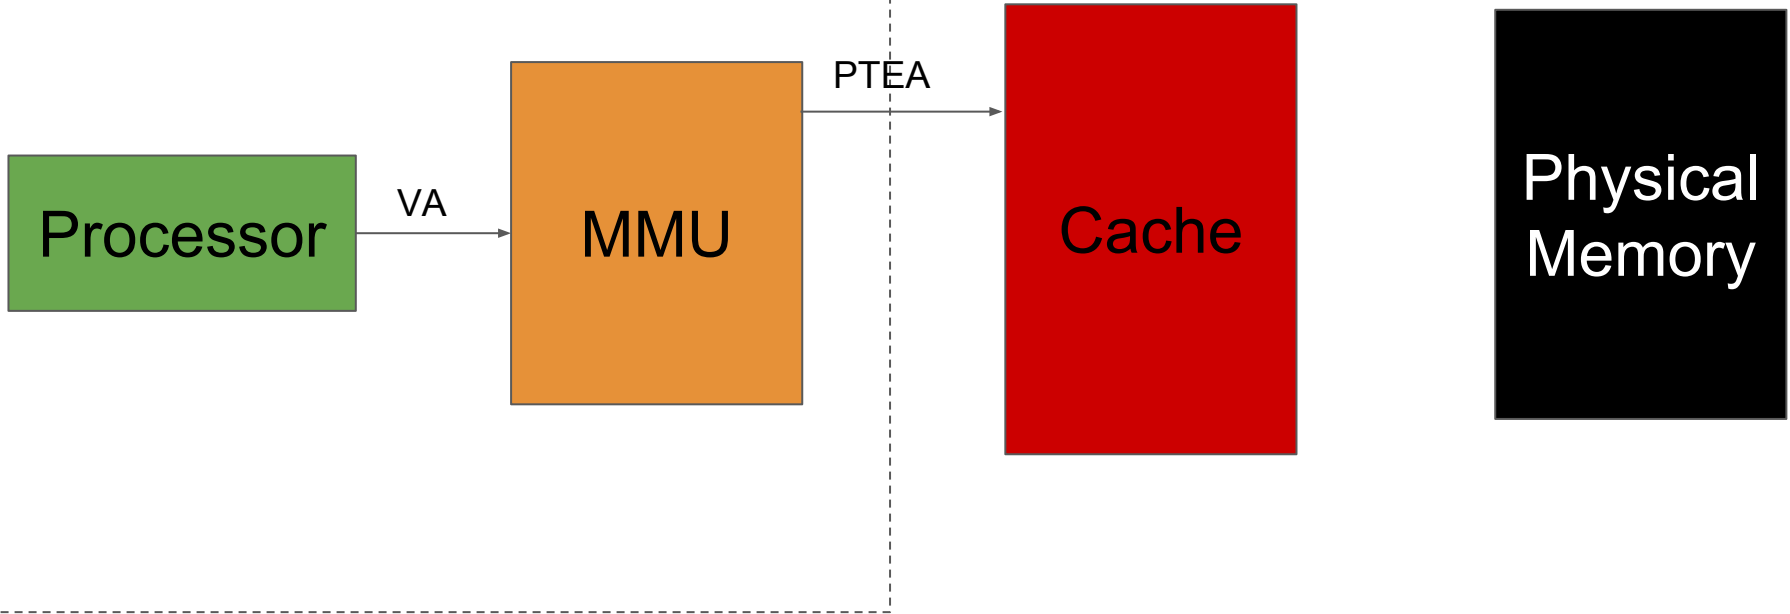 Processor
VA
MMU
PTEA
Cache
Physical
Memory